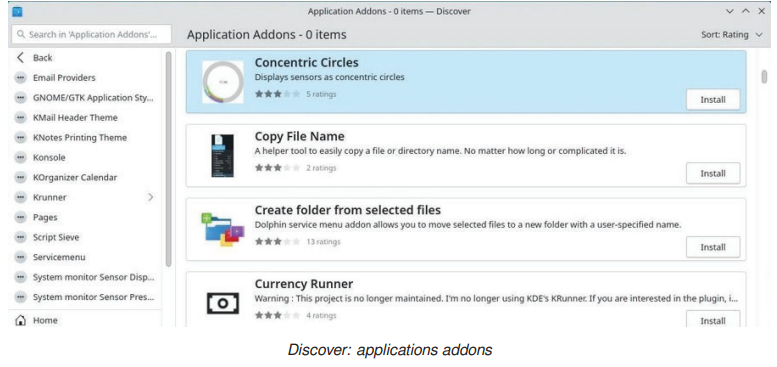 Application Addons - 0 items — Discover
Search in 'Application Addons'...
Application Addons - 0 items
Sort: Rating
Back
Email Providers
GNOME/GTK Application Sty...
KMail Header Theme
KNotes Printing Theme
Konsole
KOrganizer Calendar
Krunner
Pages
Script Sieve
Servicemenu
System monitor Sensor Disp...
System monitor Sensor Pres...
Home
Concentric Circles
Displays sensors as concentric circles
5 ratings
Install
Copy File Name
A helper tool to easily copy a file or directory name. No matter how long or complicated it is.
2 ratings
Install
Create folder from selected files
Dolphin service menu addon allows you to move selected files to a new folder with a user-specified name.
13 ratings
Install
Currency Runner
Warning : This project is no longer maintained. I'm no longer using KDE's KRunner. If you are interested in the plugin, i...
4 ratings
Install
Discover: applications addons